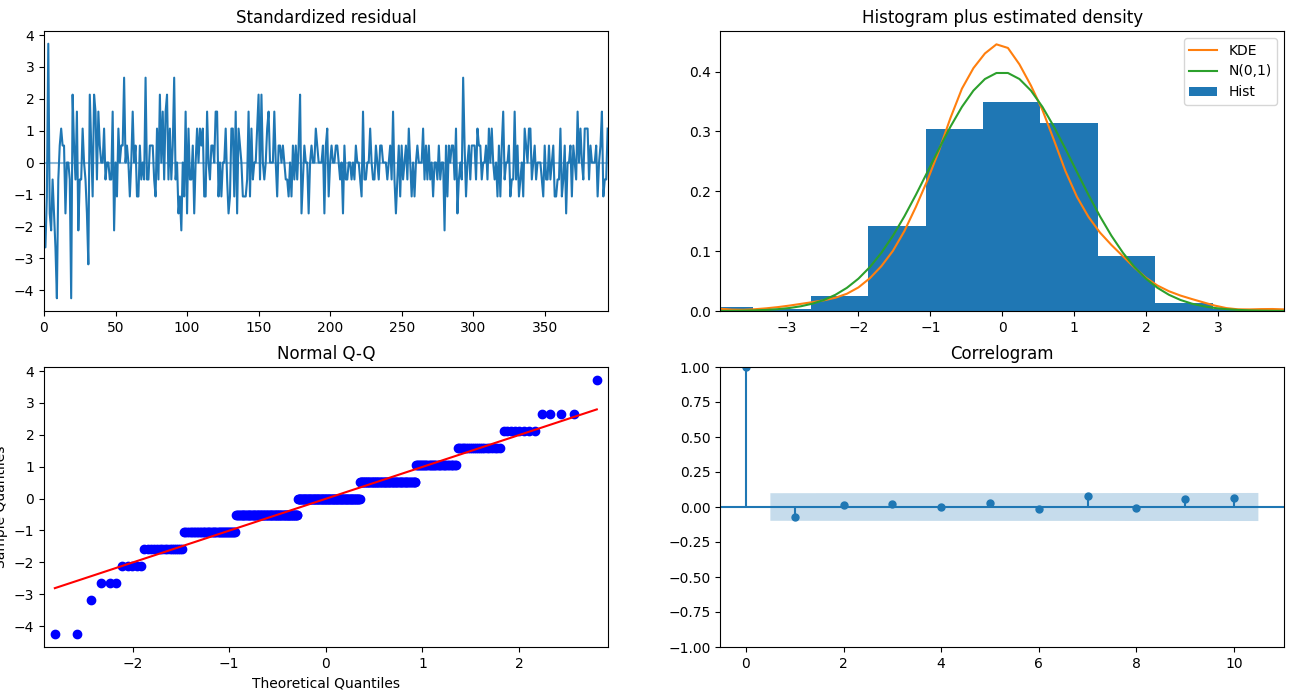 Standardized residual
4
3
2
1
0
−1
−2
−3
−4
0 50 100 150 200 250 300 350
Histogram plus estimated density
KDE
N(0,1)
Hist
0.4
0.3
0.2
0.1
0.0
−3 −2 −1 0 1 2 3
Normal Q-Q
4
3
2
1
0
−1
−2
−3
−4
Sample Quantiles
−2 −1 0 1 2
Theoretical Quantiles
Correlogram
1.00
0.75
0.50
0.25
0.00
−0.25
−0.50
−0.75
−1.00
0 2 4 6 8 10